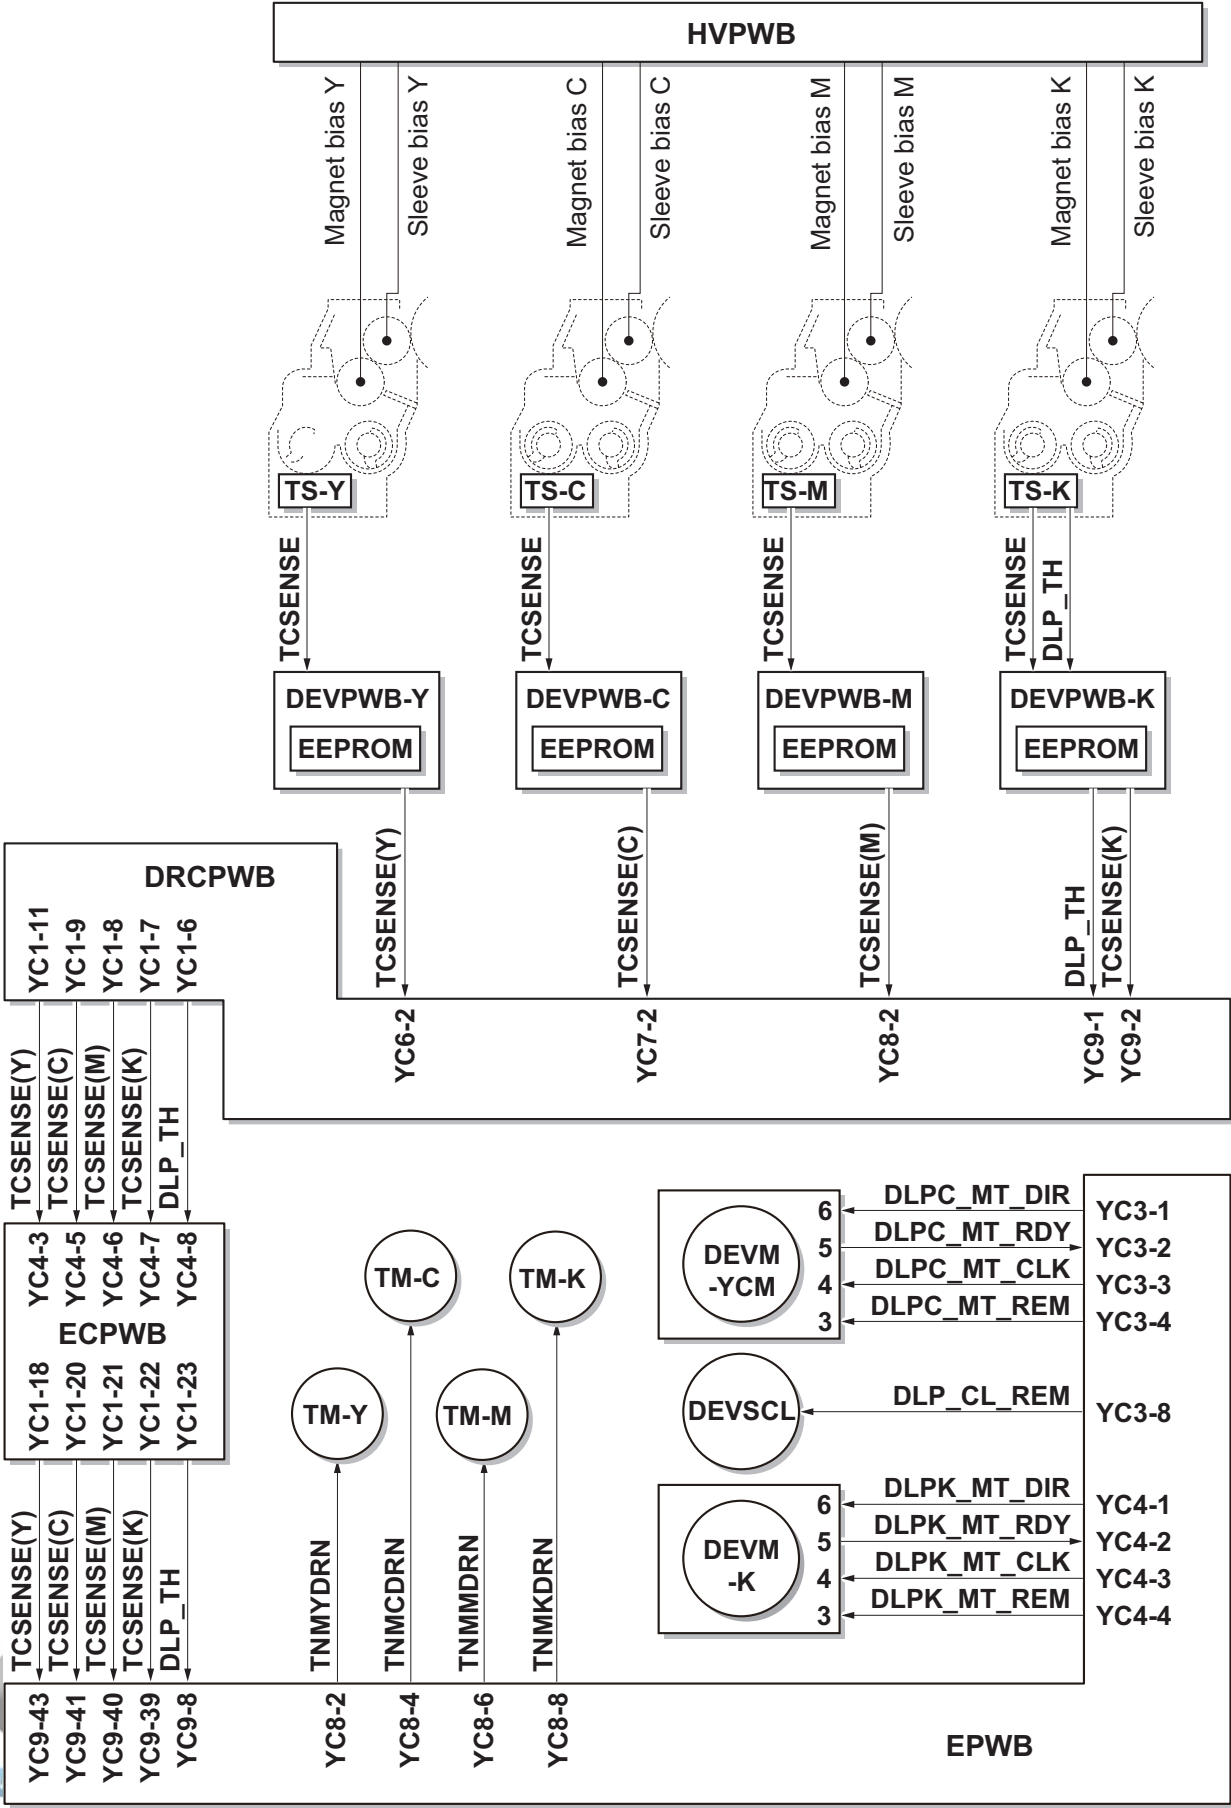 HVPWB
Magnet bias Y
Sleeve bias Y
Magnet bias C
Sleeve bias C
Magnet bias M
Sleeve bias M
Magnet bias K
Sleeve bias K
TS-Y
TS-C
TS-M
TS-K
TCSENSE
TCSENSE
TCSENSE
TCSENSE
DLP_TH
DEVPWB-Y
EEPROM
DEVPWB-C
EEPROM
DEVPWB-M
EEPROM
DEVPWB-K
EEPROM
TCSENSE(Y)
TCSENSE(C)
TCSENSE(M)
DLP_TH
TCSENSE(K)
DRCPWB
YC1-11
YC1-9
YC1-8
YC1-7
YC1-6
YC6-2
YC7-2
YC8-2
YC9-1
YC9-2
TCSENSE(Y)
TCSENSE(C)
TCSENSE(M)
TCSENSE(K)
DLP_TH
YC4-3
YC4-5
YC4-6
YC4-7
YC4-8
ECPWB
YC1-18
YC1-20
YC1-21
YC1-22
YC1-23
TCSENSE(Y)
TCSENSE(C)
TCSENSE(M)
TCSENSE(K)
DLP_TH
YC9-43
YC9-41
YC9-40
YC9-39
YC9-8
TM-C
TM-K
TM-Y
TM-M
TNMYDRN
TNMCDRN
TNMMDRN
TNMKDRN
YC8-2
YC8-4
YC8-6
YC8-8
DEVM
-YCM
6 DLPC_MT_DIR YC3-1
5 DLPC_MT_RDY YC3-2
4 DLPC_MT_CLK YC3-3
3 DLPC_MT_REM YC3-4
DEVSCL DLP_CL_REM YC3-8
DEVM
-K
6 DLPK_MT_DIR YC4-1
5 DLPK_MT_RDY YC4-2
4 DLPK_MT_CLK YC4-3
3 DLPK_MT_REM YC4-4
EPWB